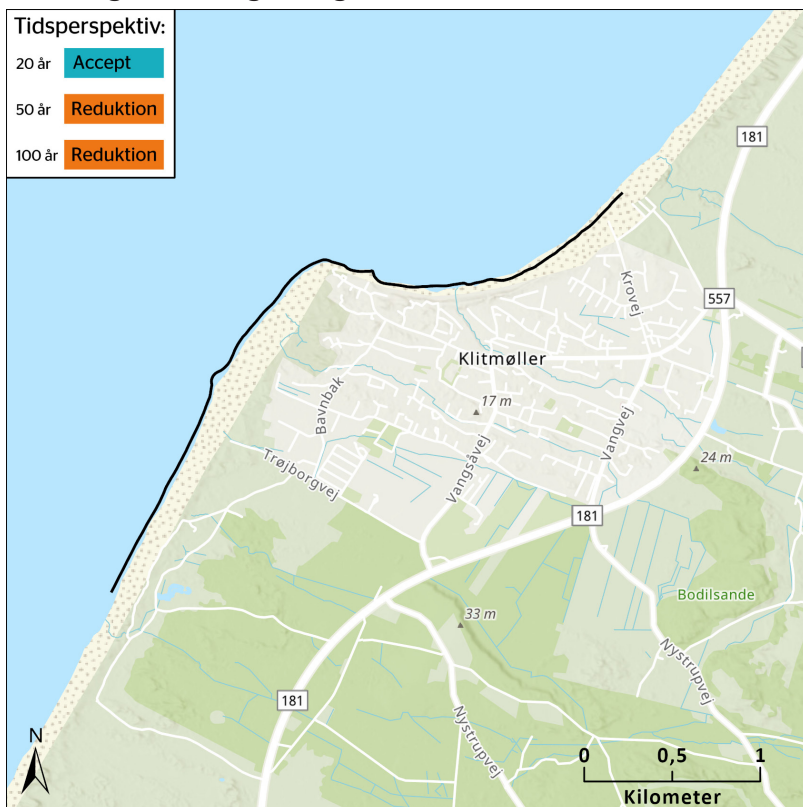 Tidsperspektiv:
20 år Accept
50 år Reduktion
100 år Reduktion
181
557
Krovej
Klitmøller
17 m
Bavnbak
Vangsåvej
Vangvej
Trøjborgvej
24 m
181
Bodilsande
33 m
Nystrupvej
Nystrupvej
181
N
0 0,5 1
Kilometer